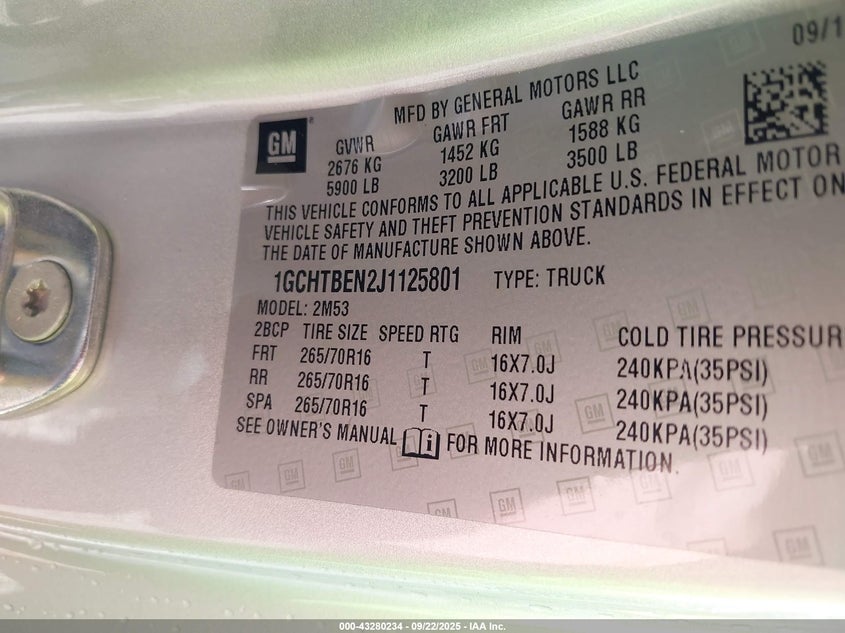 09/1
MFD BY GENERAL MOTORS LLC
GM
GVWR GAWR FRT GAWR RR
2676 KG 1452 KG 1588 KG
5900 LB 3200 LB 3500 LB
THIS VEHICLE CONFORMS TO ALL APPLICABLE U.S. FEDERAL MOTOR
VEHICLE SAFETY AND THEFT PREVENTION STANDARDS IN EFFECT ON
THE DATE OF MANUFACTURE SHOWN ABOVE.
1GCHTBEN2J1125801 TYPE: TRUCK
MODEL: 2M53
2BCP TIRE SIZE SPEED RTG RIM COLD TIRE PRESSUR
FRT 265/70R16 T 16X7.0J 240KPA(35PSI)
RR 265/70R16 T 16X7.0J 240KPA(35PSI)
SPA 265/70R16 T 16X7.0J 240KPA(35PSI)
SEE OWNER'S MANUAL i FOR MORE INFORMATION.
000-43280234 - 09/22/2025 - IAA Inc.